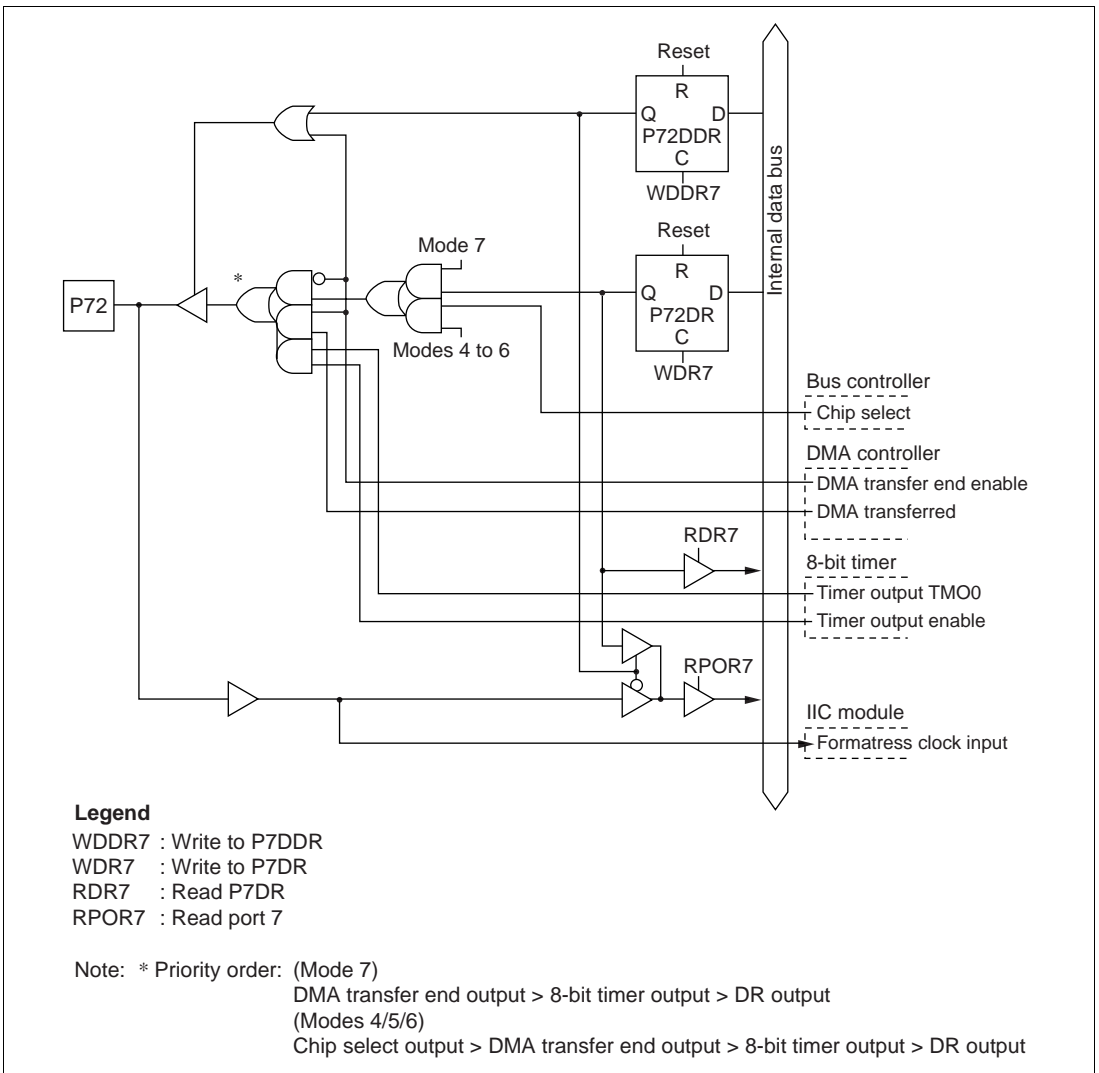 Reset
R
Q D
P72DDR
C
WDDR7
Internal data bus
Reset
R
Q D
P72DR
C
WDR7
Mode 7
*
P72
Modes 4 to 6
Bus controller
Chip select
DMA controller
DMA transfer end enable
DMA transferred
RDR7
8-bit timer
Timer output TMO0
Timer output enable
RPOR7
IIC module
Formatress clock input
Legend
WDDR7 : Write to P7DDR
WDR7 : Write to P7DR
RDR7 : Read P7DR
RPOR7 : Read port 7
Note: * Priority order: (Mode 7)
DMA transfer end output > 8-bit timer output > DR output
(Modes 4/5/6)
Chip select output > DMA transfer end output > 8-bit timer output > DR output